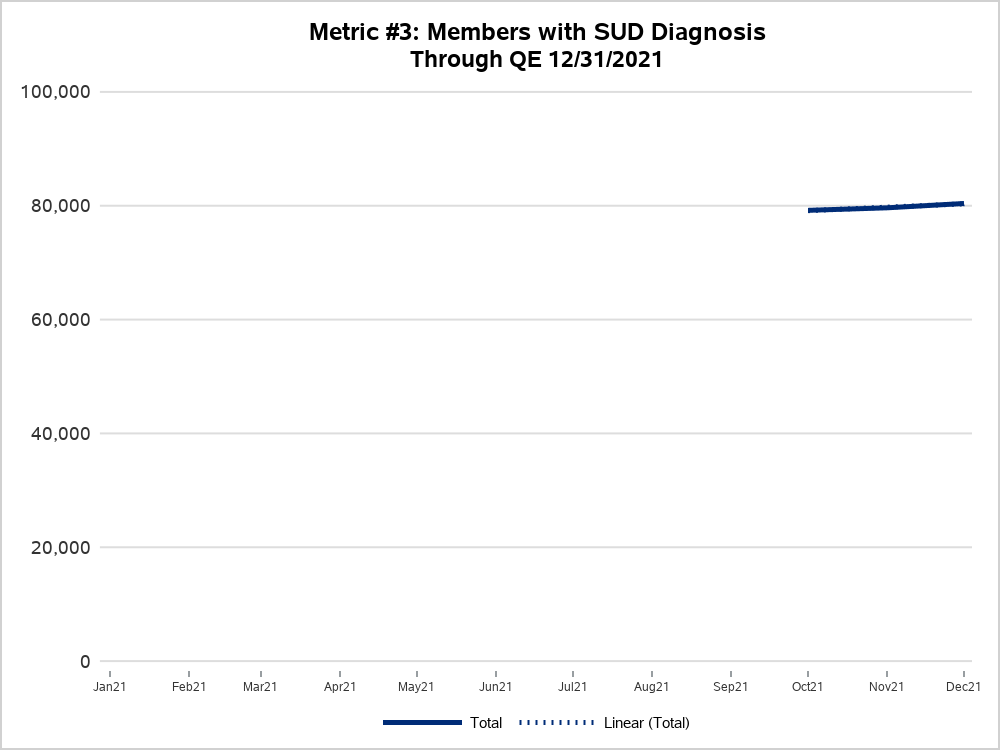 Metric #3: Members with SUD Diagnosis
Through QE 12/31/2021
100,000
80,000
60,000
40,000
20,000
0
Jan21 Feb21 Mar21 Apr21 May21 Jun21 Jul21 Aug21 Sep21 Oct21 Nov21 Dec21
Total Linear (Total)